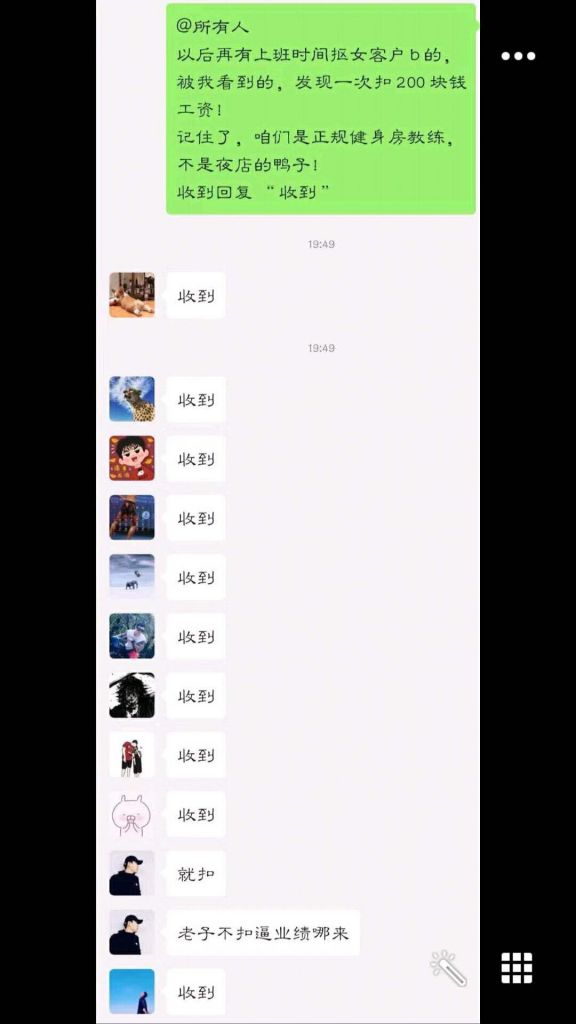 @所有人
以后再有上班时间抠女客户b的，
被我看到的，发现一次扣200块钱
工资！
记住了，咱们是正规健身房教练，
不是夜店的鸭子！
收到回复“收到”
19:49
收到
19:49
收到
收到
收到
收到
收到
收到
收到
收到
就扣
老子不扣逼业绩哪来
收到